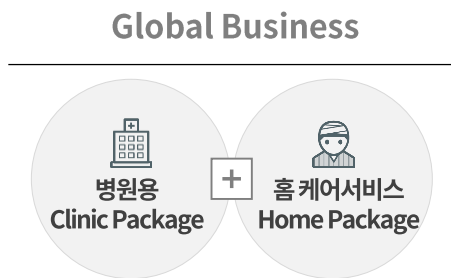 Global Business
병원용
Clinic Package
+
홈케어서비스
Home Package